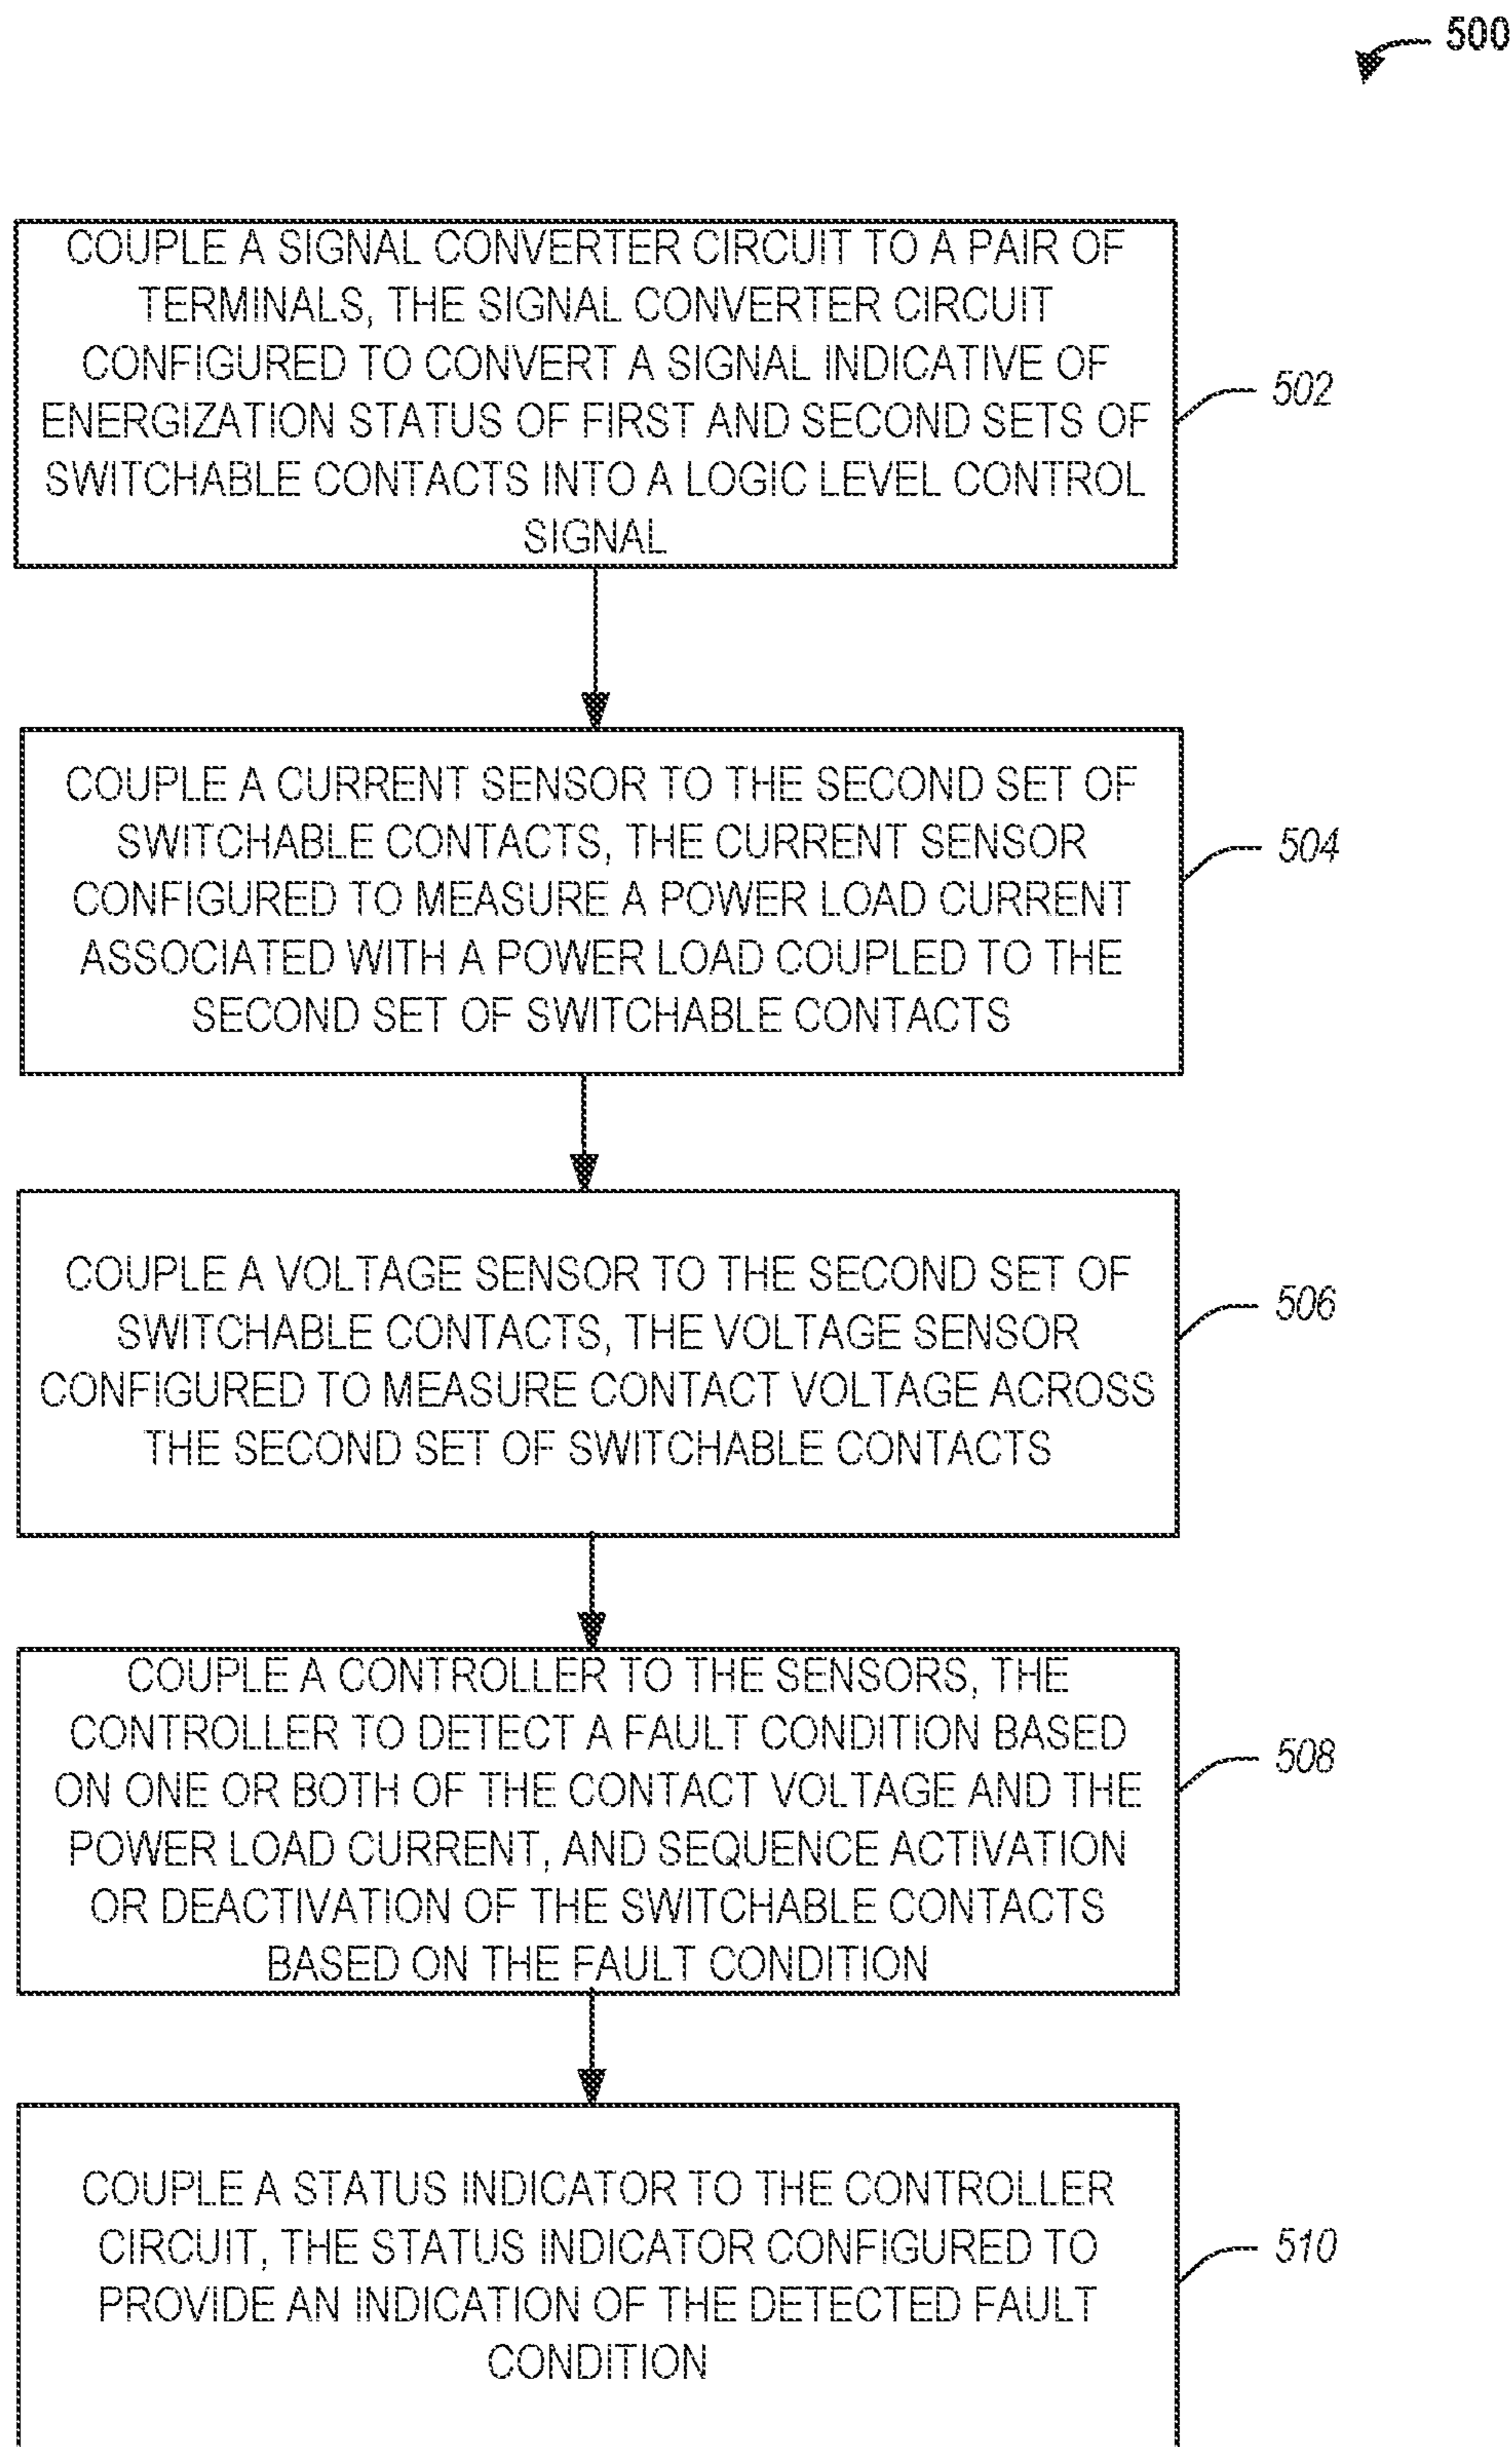 500
COUPLE A SIGNAL CONVERTER CIRCUIT TO A PAIR OF
TERMINALS, THE SIGNAL CONVERTER CIRCUIT
CONFIGURED TO CONVERT A SIGNAL INDICATIVE OF
ENERGIZATION STATUS OF FIRST AND SECOND SETS OF
SWITCHABLE CONTACTS INTO A LOGIC LEVEL CONTROL
SIGNAL
502
COUPLE A CURRENT SENSOR TO THE SECOND SET OF
SWITCHABLE CONTACTS, THE CURRENT SENSOR
CONFIGURED TO MEASURE A POWER LOAD CURRENT
ASSOCIATED WITH A POWER LOAD COUPLED TO THE
SECOND SET OF SWITCHABLE CONTACTS
504
COUPLE A VOLTAGE SENSOR TO THE SECOND SET OF
SWITCHABLE CONTACTS, THE VOLTAGE SENSOR
CONFIGURED TO MEASURE CONTACT VOLTAGE ACROSS
THE SECOND SET OF SWITCHABLE CONTACTS
506
COUPLE A CONTROLLER TO THE SENSORS, THE
CONTROLLER TO DETECT A FAULT CONDITION BASED
ON ONE OR BOTH OF THE CONTACT VOLTAGE AND THE
POWER LOAD CURRENT, AND SEQUENCE ACTIVATION
OR DEACTIVATION OF THE SWITCHABLE CONTACTS
BASED ON THE FAULT CONDITION
508
COUPLE A STATUS INDICATOR TO THE CONTROLLER
CIRCUIT, THE STATUS INDICATOR CONFIGURED TO
PROVIDE AN INDICATION OF THE DETECTED FAULT
CONDITION
510